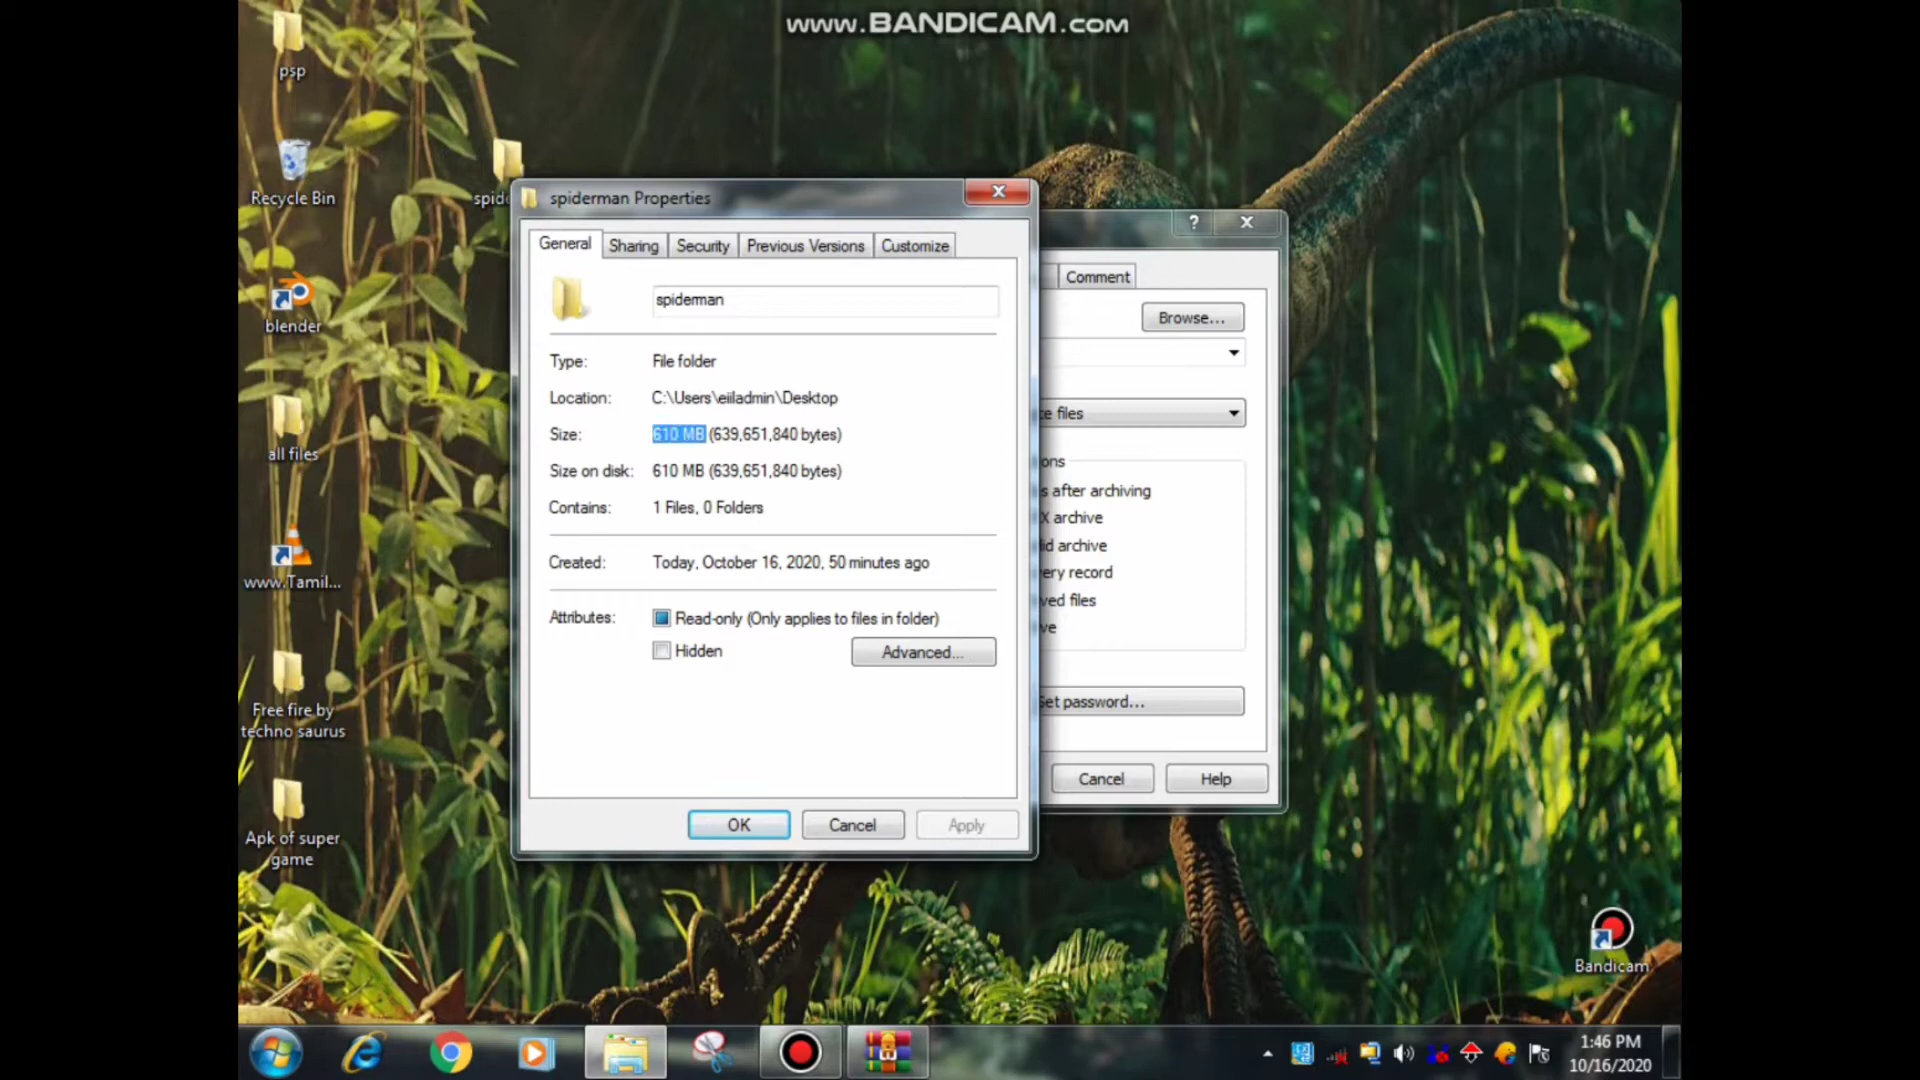 www.BANDICAM.com
psp
Recycle Bin
blender
all files
www.Tamil...
Free fire by
techno saurus
Apk of super
game
spide
spiderman Properties
General
Sharing
Security
Previous Versions
Customize
spiderman
Type:
File folder
Location:
C:\Users\eiiladmin\Desktop
Size:
610 MB (639,651,840 bytes)
Size on disk:
610 MB (639,651,840 bytes)
Contains:
1 Files, 0 Folders
Created:
Today, October 16, 2020, 50 minutes ago
Attributes:
Read-only (Only applies to files in folder)
Hidden
Advanced...
OK
Cancel
Apply
?
Comment
Browse...
ce files
ons
s after archiving
X archive
lid archive
ery record
ved files
ve
Set password...
Cancel
Help
Bandicam
1:46 PM
10/16/2020